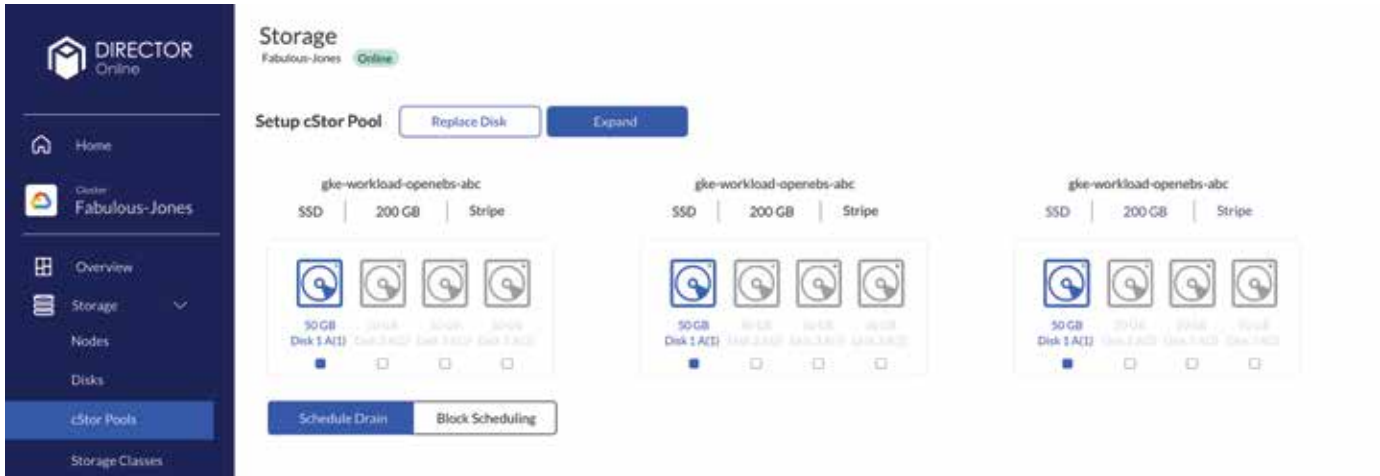 DIRECTOR
Online
Home
Cluster
Fabulous-Jones
Overview
Storage
Nodes
Disks
cStor Pools
Storage Classes
Storage
Fabulous-Jones Online
Setup cStor Pool Replace Disk Expand
gke-workload-openebs-abc gke-workload-openebs-abc gke-workload-openebs-abc
SSD 200 GB Stripe SSD 200 GB Stripe SSD 200 GB Stripe
50 GB 50 GB 50 GB
Disk 1 A(1) Disk 1 A(1) Disk 1 A(1)
Schedule Drain Block Scheduling